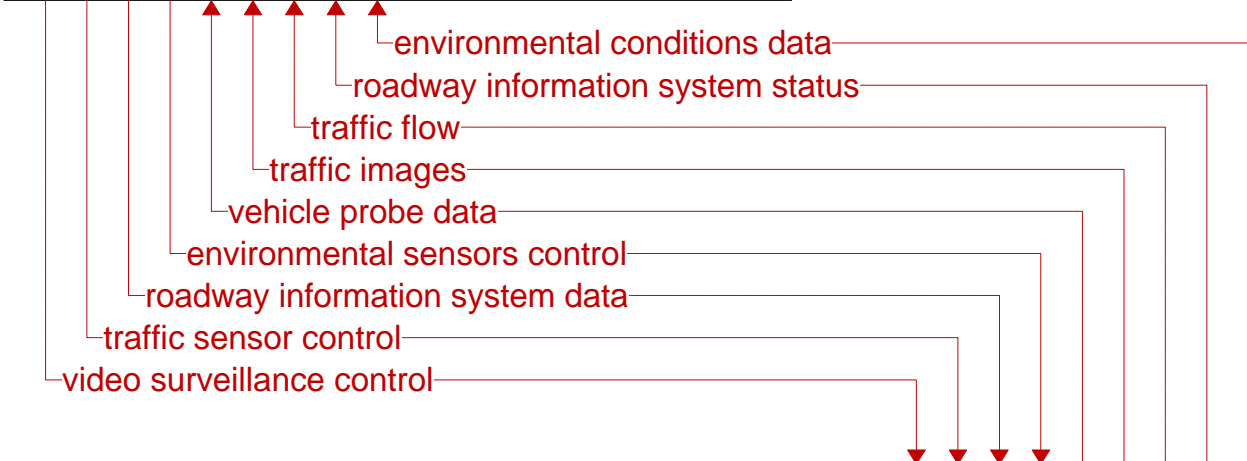 environmental conditions data
roadway information system status
traffic flow
traffic images
vehicle probe data
environmental sensors control
roadway information system data
traffic sensor control
video surveillance control